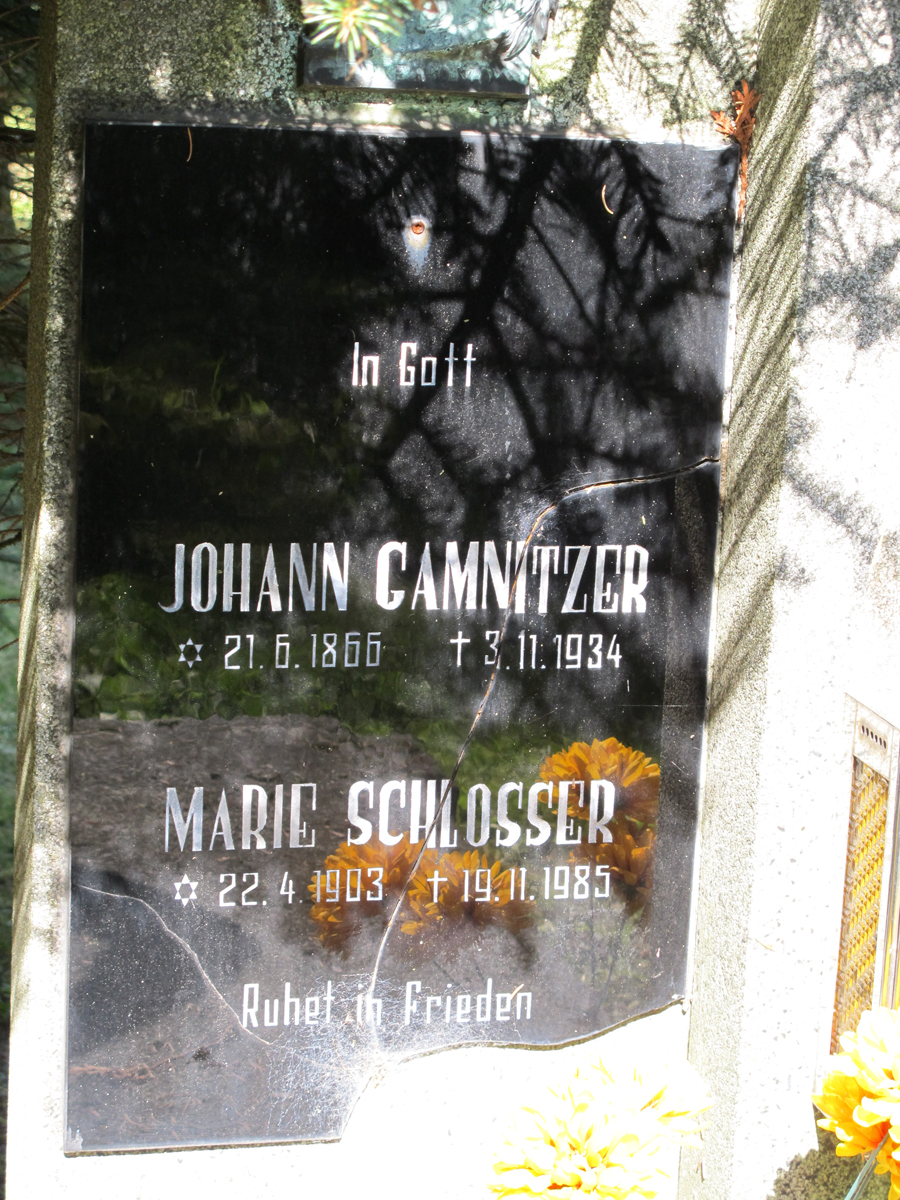 In Gott
JOHANN GAMNITZER
✡ 21. 6. 1866 † 3. 11. 1934
MARIE SCHLOSSER
✡ 22. 4. 1903 † 19. 11. 1985
Ruhet in Frieden